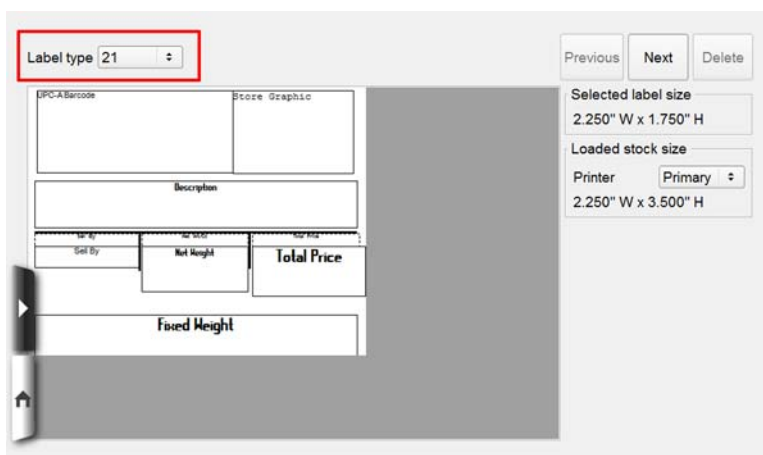 Label type 21
Previous Next Delete
UPC-A Barcode Store Graphic
Selected label size
2.250" W x 1.750" H
Loaded stock size
Printer Primary
2.250" W x 3.500" H
Description
Sell By Net Weight Total Price
Fixed Weight